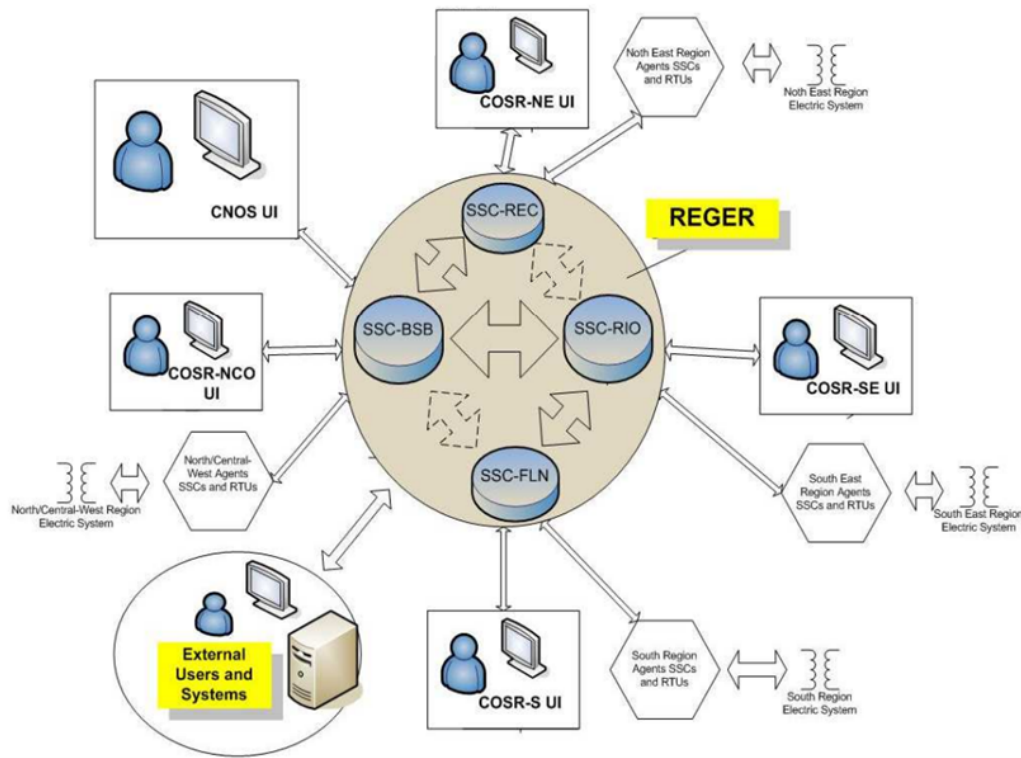 COSR-NE UI
Noth East Region
Agents SSCs
and RTUs
Noth East Region
Electric System
CNOS UI
SSC-REC
REGER
SSC-BSB
SSC-RIO
COSR-NCO
UI
COSR-SE UI
North/Central-
West Agents
SSCs and RTUs
North/Central-West Region
Electric System
SSC-FLN
South East
Region Agents
SSCs and RTUs
South East Region
Electric System
External
Users and
Systems
COSR-S UI
South Region
Agents SSCs
and RTUs
South Region
Electric System